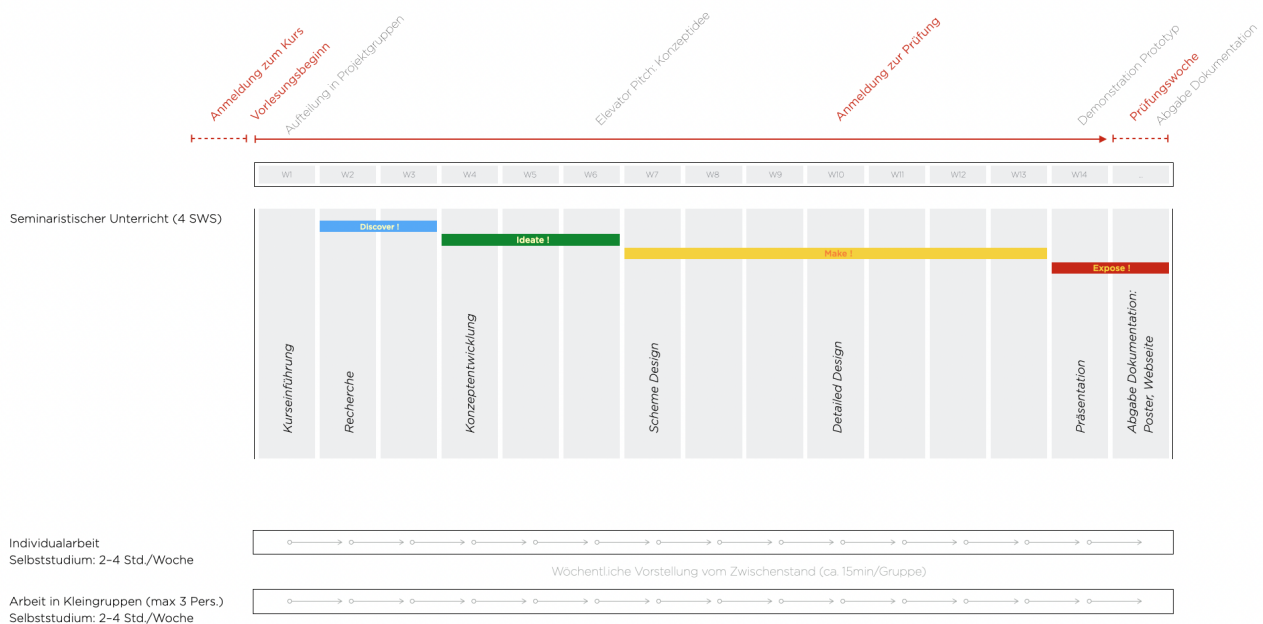 Anmeldung zum Kurs
Vorlesungsbeginn
Aufteilung in Projektgruppen
Elevator Pitch: Konzeptidee
Anmeldung zur Prüfung
Demonstration Prototyp
Prüfungswoche
Abgabe Dokumentation
W1 W2 W3 W4 W5 W6 W7 W8 W9 W10 W11 W12 W13 W14 ...
Seminaristischer Unterricht (4 SWS)
Discover !
Ideate !
Make !
Expose !
Kurseinführung
Recherche
Konzeptentwicklung
Scheme Design
Detailed Design
Präsentation
Abgabe Dokumentation:
Poster, Webseite
Individualarbeit
Selbststudium: 2–4 Std./Woche
Wöchentliche Vorstellung vom Zwischenstand (ca. 15min/Gruppe)
Arbeit in Kleingruppen (max 3 Pers.)
Selbststudium: 2–4 Std./Woche